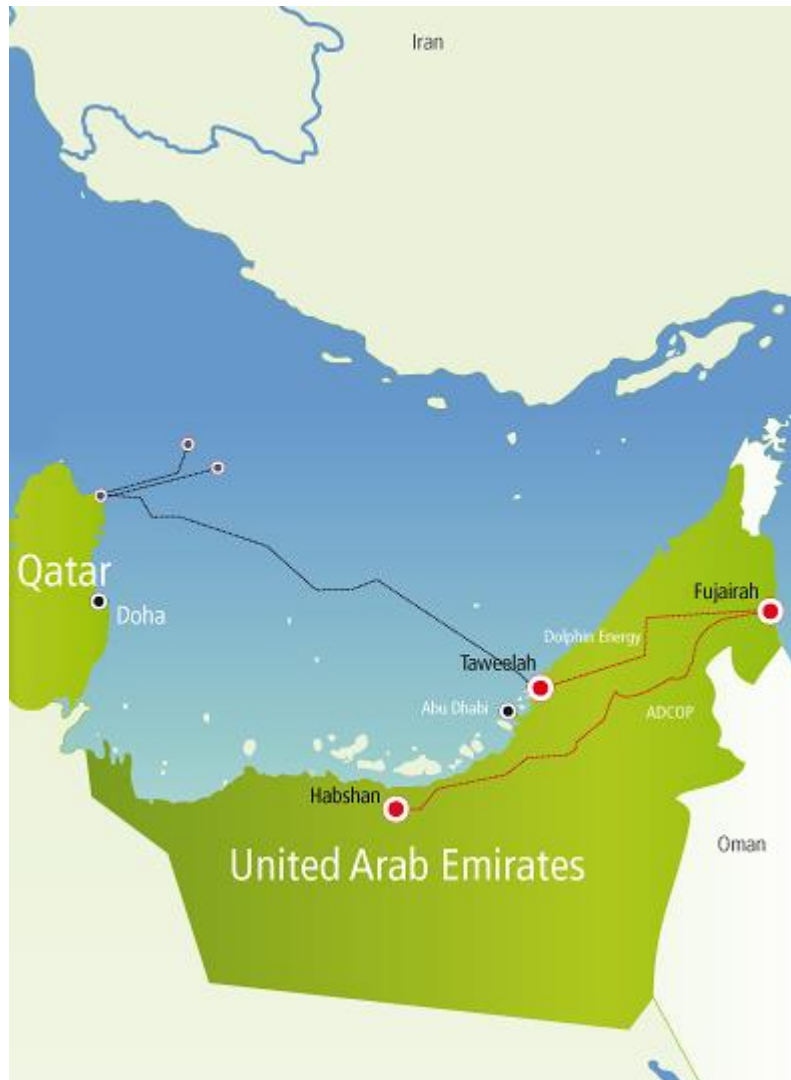 Iran
Qatar
Doha
Fujairah
Dolphin Energy
Taweelah
Abu Dhabi
ADCOP
Habshan
Oman
United Arab Emirates